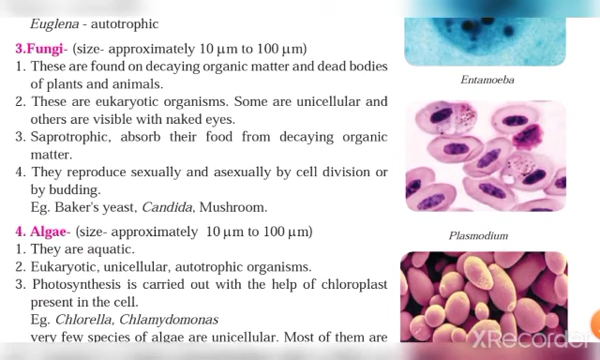 Euglena - autotrophic
3.Fungi- (size- approximately 10 μm to 100 μm)
1. These are found on decaying organic matter and dead bodies
of plants and animals.
2. These are eukaryotic organisms. Some are unicellular and
others are visible with naked eyes.
3. Saprotrophic, absorb their food from decaying organic
matter.
4. They reproduce sexually and asexually by cell division or
by budding.
Eg. Baker's yeast, Candida, Mushroom.
4. Algae- (size- approximately 10 μm to 100 μm)
1. They are aquatic.
2. Eukaryotic, unicellular, autotrophic organisms.
3. Photosynthesis is carried out with the help of chloroplast
present in the cell.
Eg. Chlorella, Chlamydomonas
very few species of algae are unicellular. Most of them are
Entamoeba
Plasmodium
XRecorder